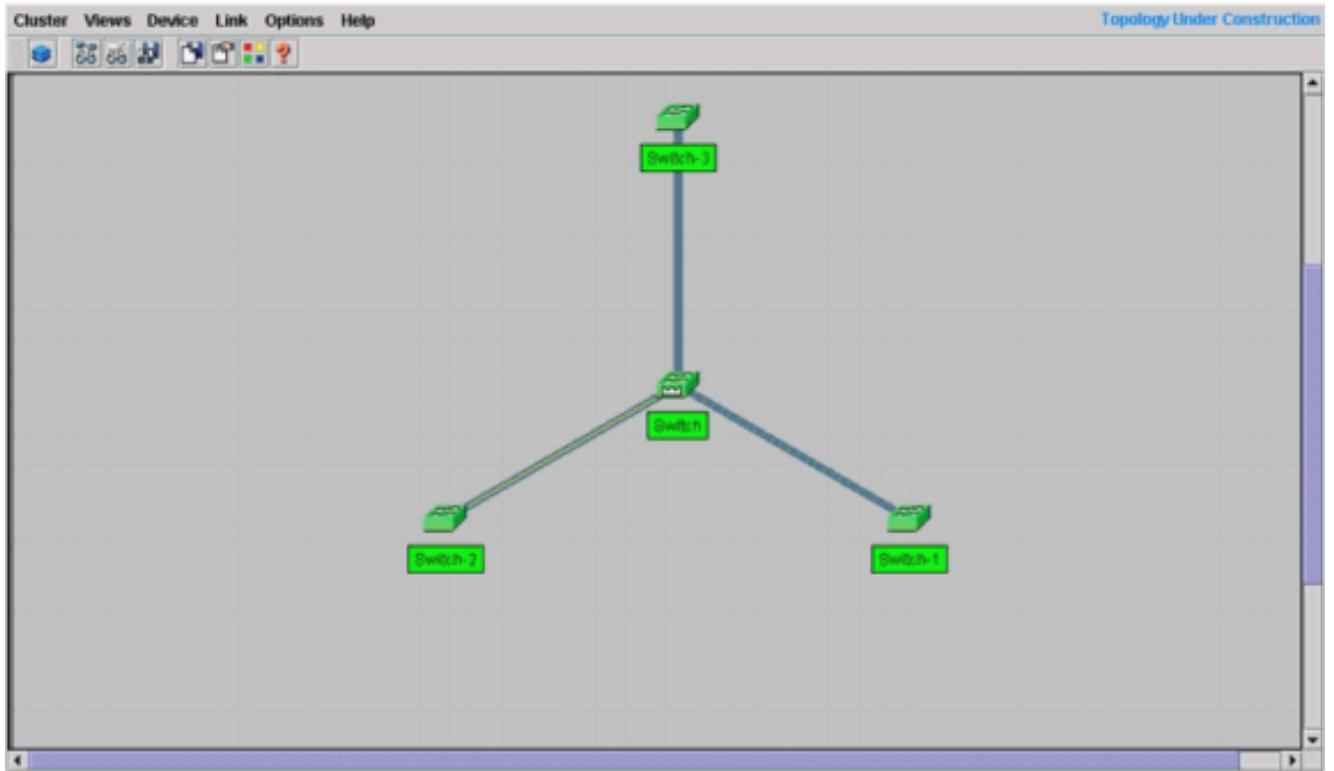 Cluster Views Device Link Options Help
Topology Under Construction
Switch-3
Switch
Switch-2
Switch-1